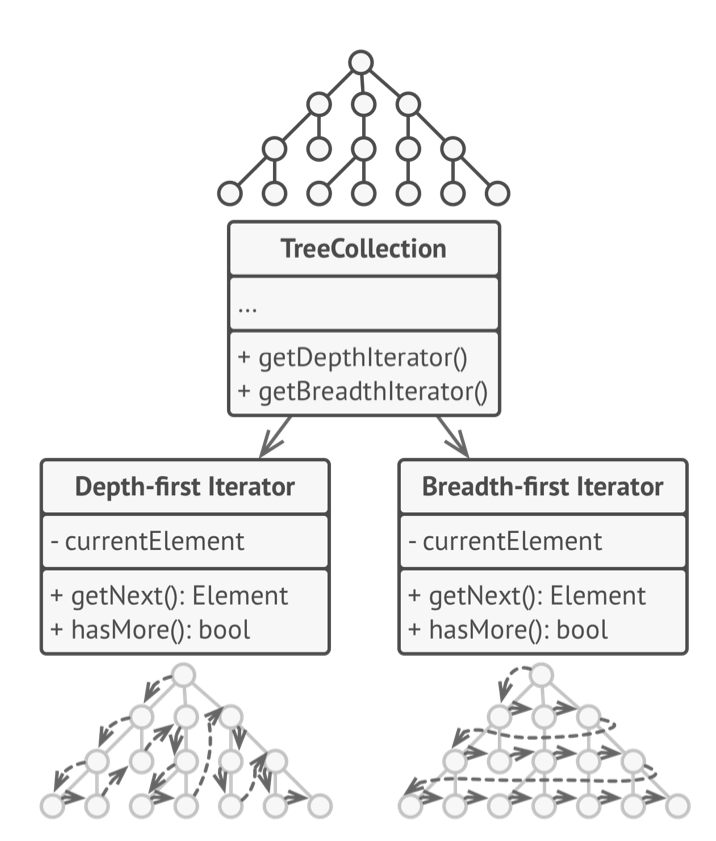 TreeCollection
...
+ getDepthIterator()
+ getBreadthIterator()
Depth-first Iterator
- currentElement
+ getNext(): Element
+ hasMore(): bool
Breadth-first Iterator
- currentElement
+ getNext(): Element
+ hasMore(): bool